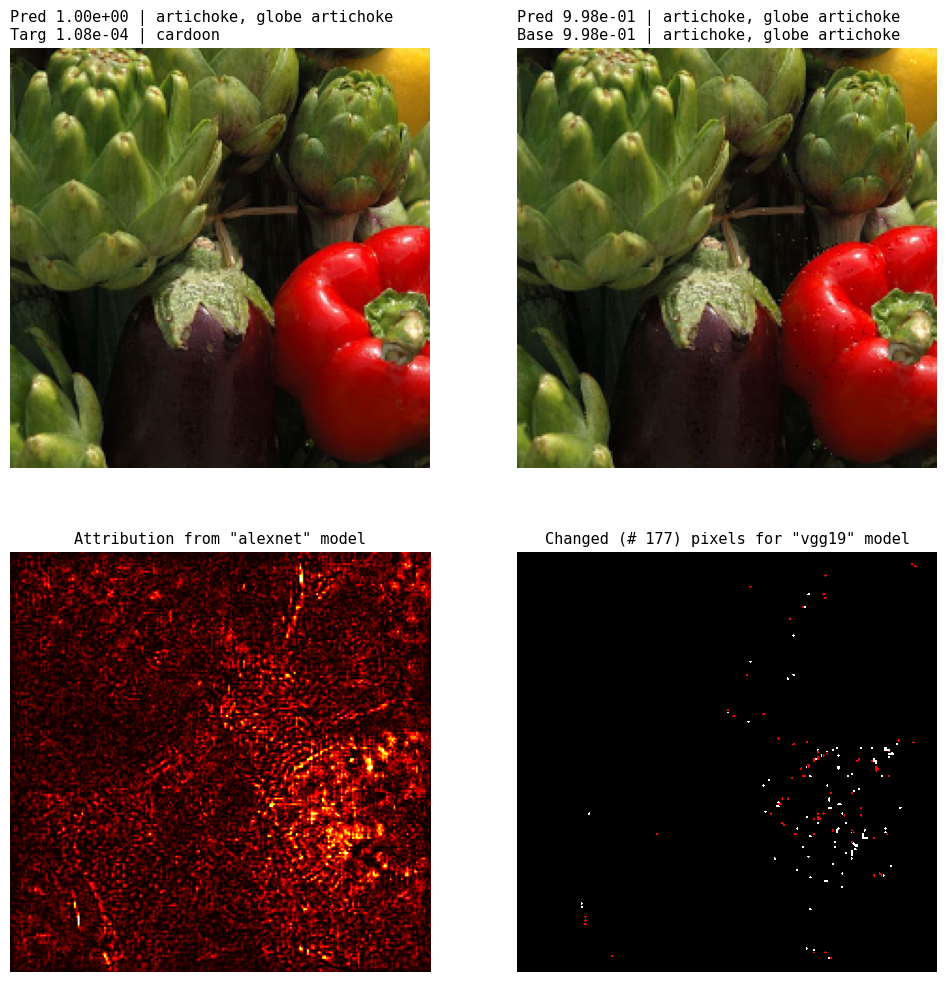 Pred 1.00e+00 | artichoke, globe artichoke
Targ 1.08e-04 | cardoon
Pred 9.98e-01 | artichoke, globe artichoke
Base 9.98e-01 | artichoke, globe artichoke
Attribution from "alexnet" model
Changed (# 177) pixels for "vgg19" model